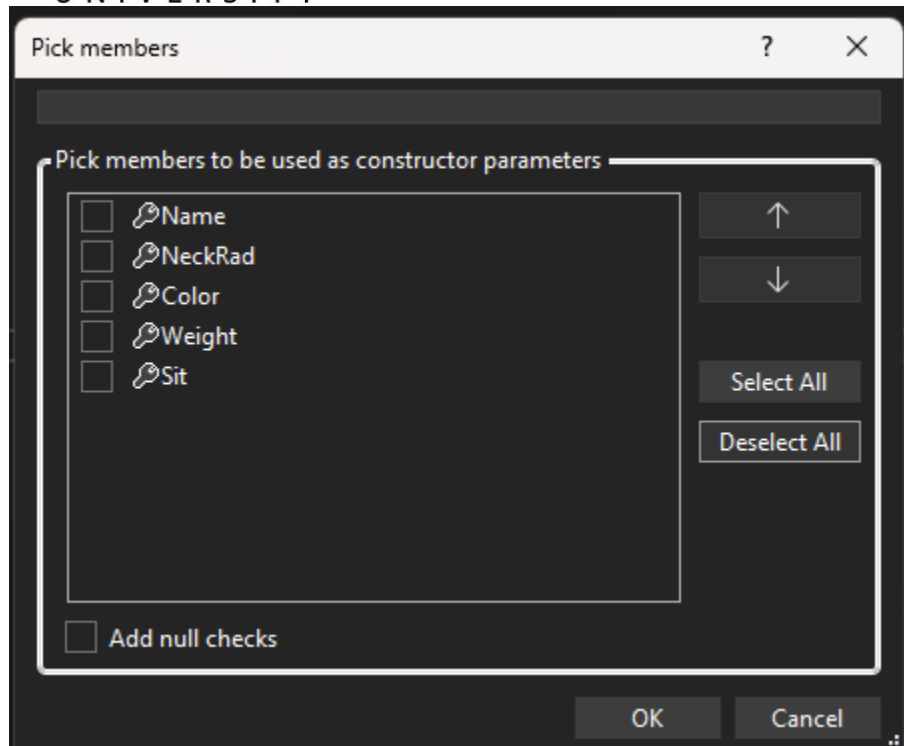 Pick members
?
Pick members to be used as constructor parameters
Name
NeckRad
Color
Weight
Sit
Select All
Deselect All
Add null checks
OK
Cancel